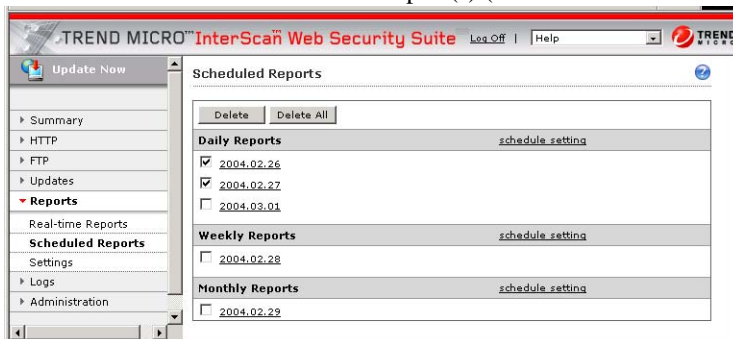 TREND MICRO™ InterScan™ Web Security Suite Log Off | Help
TREND MICRO
Update Now
Scheduled Reports
Delete Delete All
Summary
HTTP
FTP
Updates
Reports
Real-time Reports
Scheduled Reports
Settings
Logs
Administration
Daily Reports schedule setting
2004.02.26
2004.02.27
2004.03.01
Weekly Reports schedule setting
2004.02.28
Monthly Reports schedule setting
2004.02.29